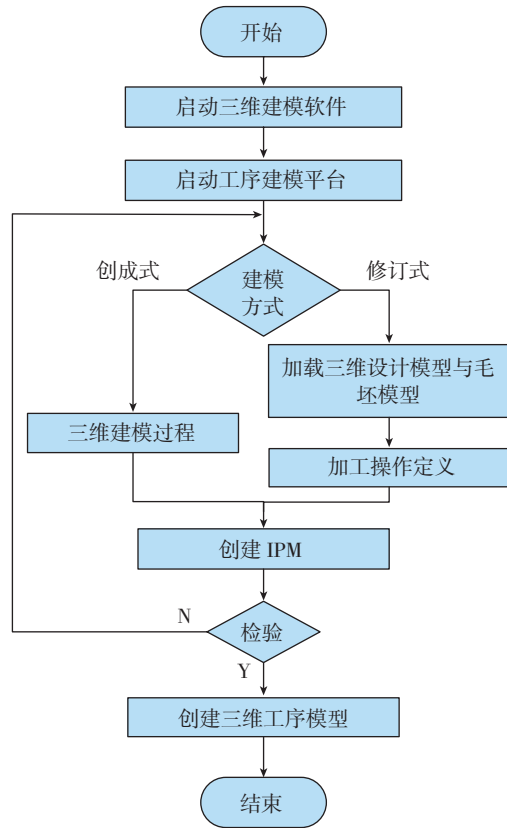 开始
启动三维建模软件
启动工序建模平台
创成式
建模
方式
修订式
加载三维设计模型与毛
坯模型
三维建模过程
加工操作定义
创建 IPM
N
检验
Y
创建三维工序模型
结束